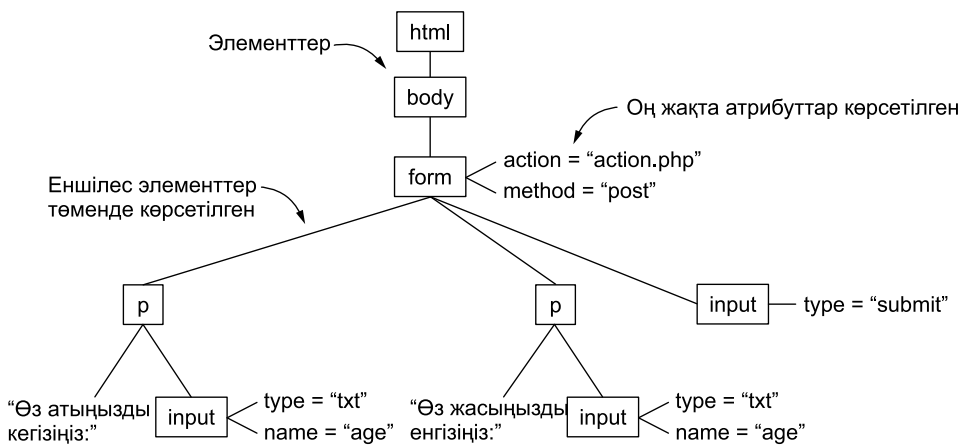 html
Элементтер
body
Оң жақта атрибуттар көрсетілген
form
action = “action.php”
method = “post”
Еншілес элементтер
төменде көрсетілген
p
p
input
type = “submit”
“Өз атыңызды
кегізіңіз:”
input
type = “txt”
name = “age”
“Өз жасыңызды
енгізіңіз:”
input
type = “txt”
name = “age”